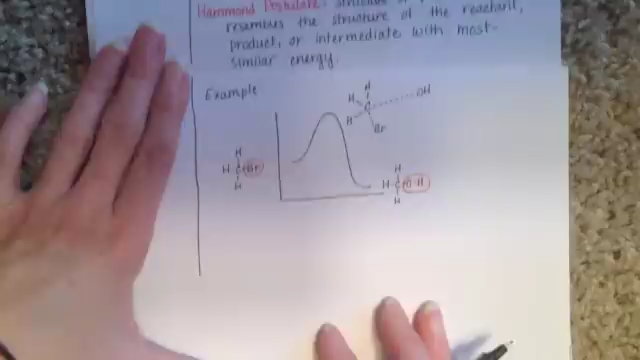 Hammond Postulate:
resembles the structure of the reactant,
product, or intermediate with most-
similar energy.
Example
H
H
OH
H
C
Br
H
H
H C Br
H
H
H C O-H
H